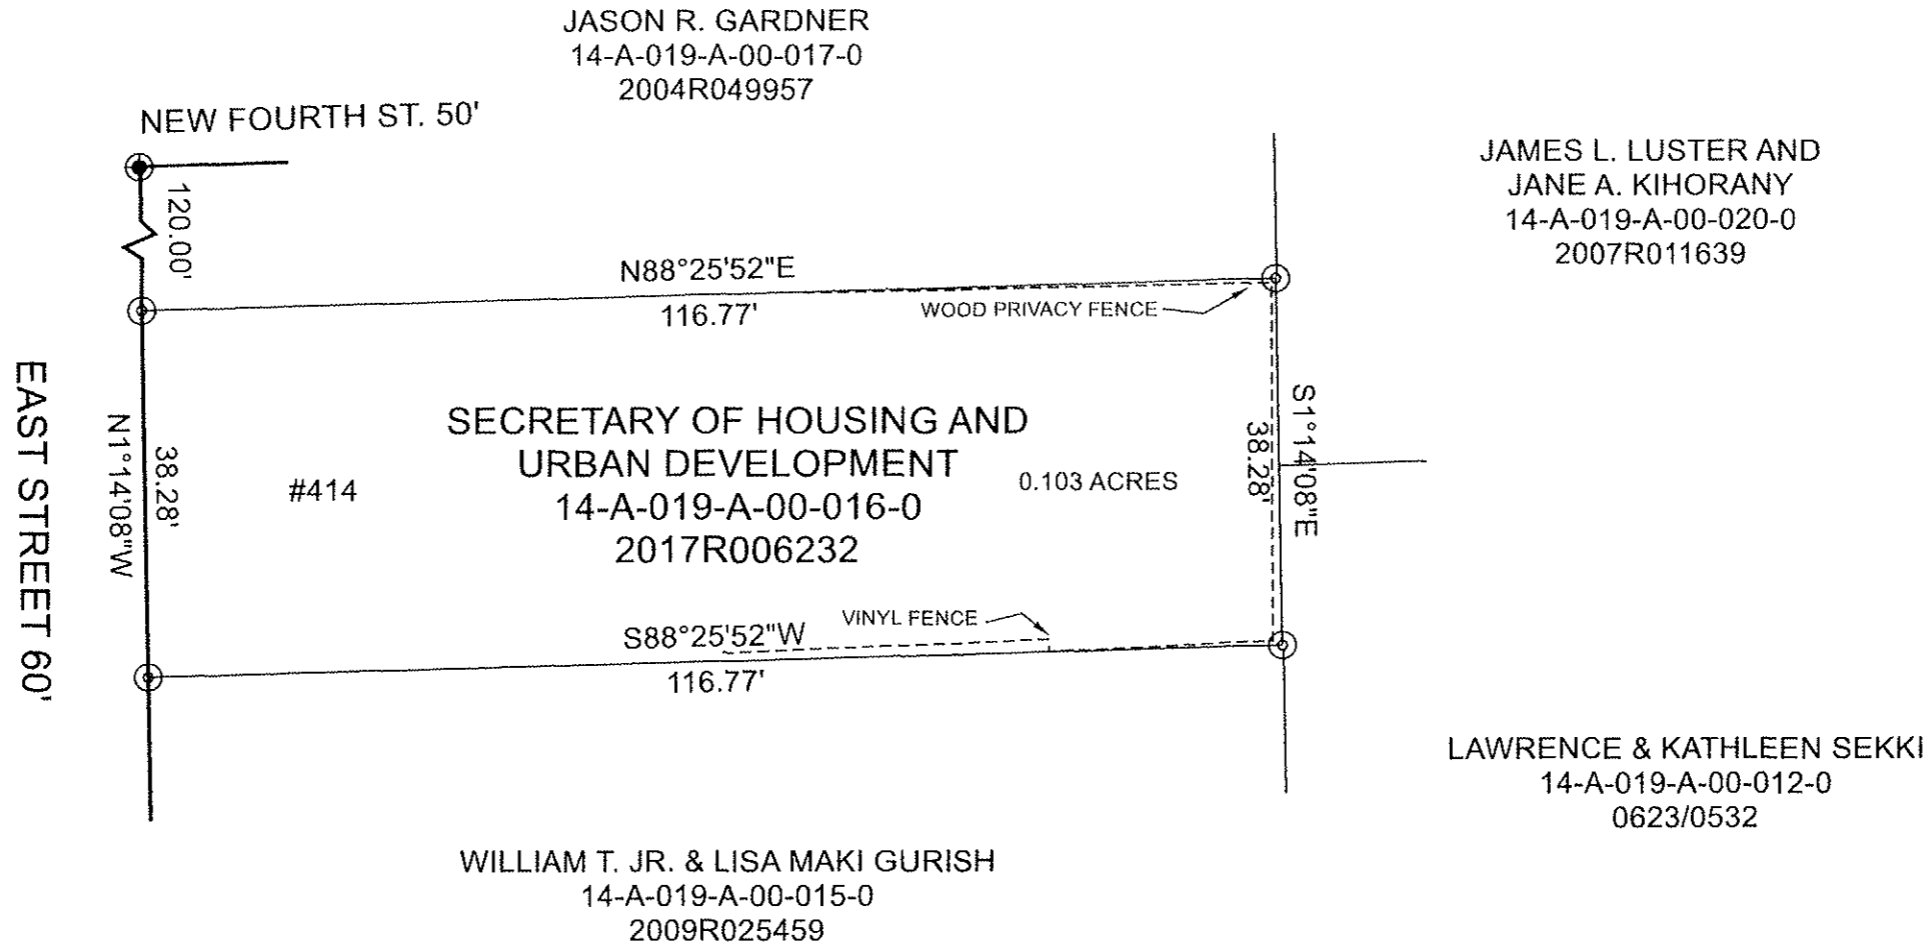 JASON R. GARDNER
14-A-019-A-00-017-0
2004R049957
NEW FOURTH ST. 50'
JAMES L. LUSTER AND
JANE A. KIHORANY
14-A-019-A-00-020-0
2007R011639
120.00'
N88°25'52"E
116.77'
WOOD PRIVACY FENCE
EAST STREET 60'
N1°14'08"W
38.28'
#414
SECRETARY OF HOUSING AND
URBAN DEVELOPMENT
14-A-019-A-00-016-0
2017R006232
0.103 ACRES
38.28'
S1°14'08"E
VINYL FENCE
S88°25'52"W
116.77'
LAWRENCE & KATHLEEN SEKKI
14-A-019-A-00-012-0
0623/0532
WILLIAM T. JR. & LISA MAKI GURISH
14-A-019-A-00-015-0
2009R025459